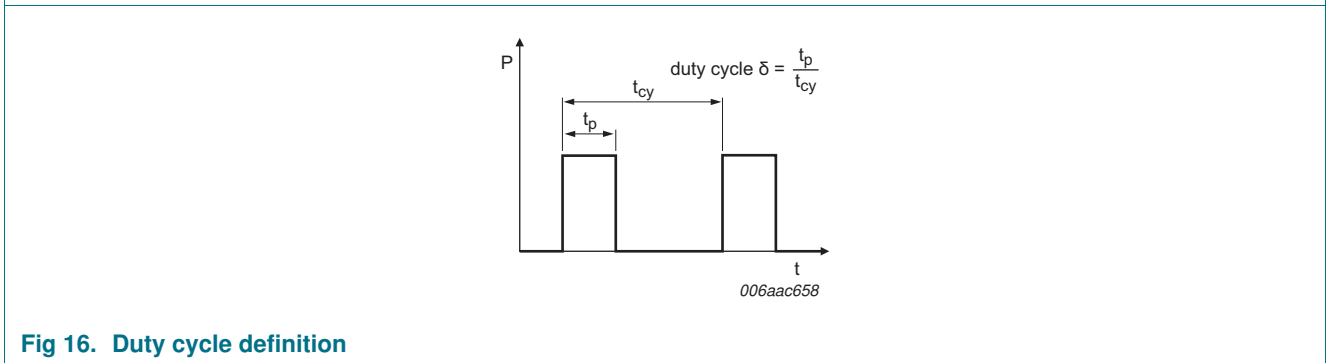 P
duty cycle δ = tp/tcy
tcy
tp
t
006aac658
Fig 16. Duty cycle definition